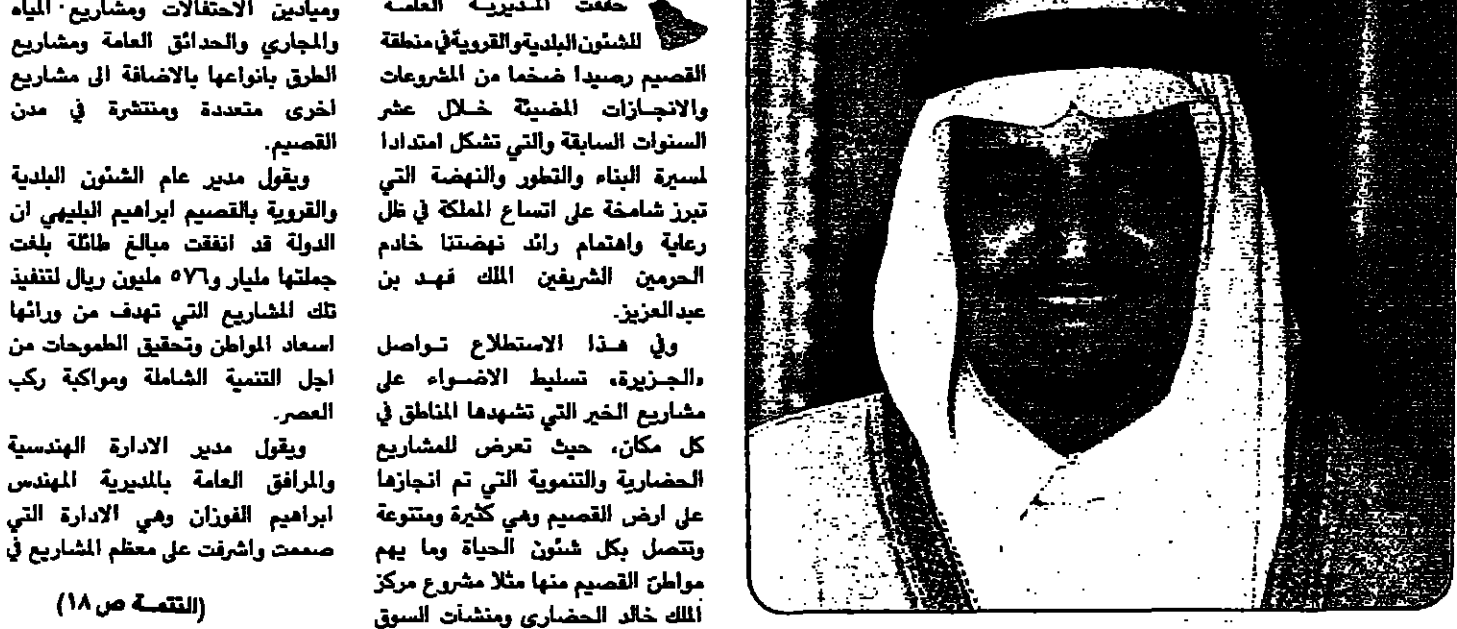 حققت المديرية العامة
للشئون البلدية والقروية في منطقة
القصيم رصيدا ضخما من المشروعات
والانجازات المضيئة خلال عشر
السنوات السابقة والتي تشكل امتدادا
لمسيرة البناء والتطور والنهضة التي
تبرز شامخة على اتساع المملكة في ظل
رعاية واهتمام رائد نهضتنا خادم
الحرمين الشريفين الملك فهد بن
عبدالعزيز.
وفي هذا الاستطلاع تواصل
«الجزيرة» تسليط الاضواء على
مشاريع الخير التي تشهدها المناطق في
كل مكان، حيث تعرض للمشاريع
الحضارية والتنموية التي تم انجازها
على ارض القصيم وهي كثيرة ومتنوعة
وتتصل بكل شئون الحياة وما يهم
مواطن القصيم منها مثلا مشروع مركز
الملك خالد الحضاري ومنشآت السوق
وميادين الاحتفالات ومشاريع المياه
والمجاري والحدائق العامة ومشاريع
الطرق بانواعها بالاضافة الى مشاريع
اخرى متعددة ومنتشرة في مدن
القصيم.
ويقول مدير عام الشئون البلدية
والقروية بالقصيم ابراهيم البليهي ان
الدولة قد انفقت مبالغ طائلة بلغت
جملتها مليار و٥٧٦ مليون ريال لتنفيذ
تلك المشاريع التي تهدف من ورائها
اسعاد المواطن وتحقيق الطموحات من
اجل التنمية الشاملة ومواكبة ركب
العصر.
ويقول مدير الادارة الهندسية
والمرافق العامة بالمديرية المهندس
ابراهيم الفوزان وهي الادارة التي
صممت واشرفت على معظم المشاريع في
(التتمة ص ١٨)